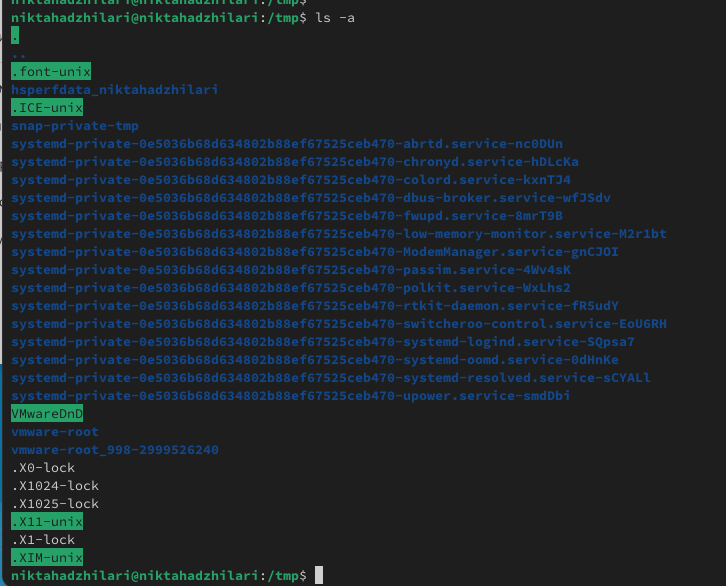 niktahadzhilari@niktahadzhilari:/tmp$
niktahadzhilari@niktahadzhilari:/tmp$ ls -a
.
..
.font-unix
hsperfdata_niktahadzhilari
.ICE-unix
snap-private-tmp
systemd-private-0e5036b68d634802b88ef67525ceb470-abrtd.service-nc0DUn
systemd-private-0e5036b68d634802b88ef67525ceb470-chronyd.service-hDLcKa
systemd-private-0e5036b68d634802b88ef67525ceb470-colord.service-kxnTJ4
systemd-private-0e5036b68d634802b88ef67525ceb470-dbus-broker.service-wfJSdv
systemd-private-0e5036b68d634802b88ef67525ceb470-fwupd.service-8mrT9B
systemd-private-0e5036b68d634802b88ef67525ceb470-low-memory-monitor.service-M2r1bt
systemd-private-0e5036b68d634802b88ef67525ceb470-ModemManager.service-gnCJOI
systemd-private-0e5036b68d634802b88ef67525ceb470-passim.service-4Wv4sK
systemd-private-0e5036b68d634802b88ef67525ceb470-polkit.service-WxLhs2
systemd-private-0e5036b68d634802b88ef67525ceb470-rtkit-daemon.service-fR5udY
systemd-private-0e5036b68d634802b88ef67525ceb470-switcheroo-control.service-EoU6RH
systemd-private-0e5036b68d634802b88ef67525ceb470-systemd-logind.service-SQpsa7
systemd-private-0e5036b68d634802b88ef67525ceb470-systemd-oomd.service-0dHnKe
systemd-private-0e5036b68d634802b88ef67525ceb470-systemd-resolved.service-sCYALl
systemd-private-0e5036b68d634802b88ef67525ceb470-upower.service-smdDbi
VMwareDnD
vmware-root
vmware-root_998-2999526240
.X0-lock
.X1024-lock
.X1025-lock
.X11-unix
.X1-lock
.XIM-unix
niktahadzhilari@niktahadzhilari:/tmp$